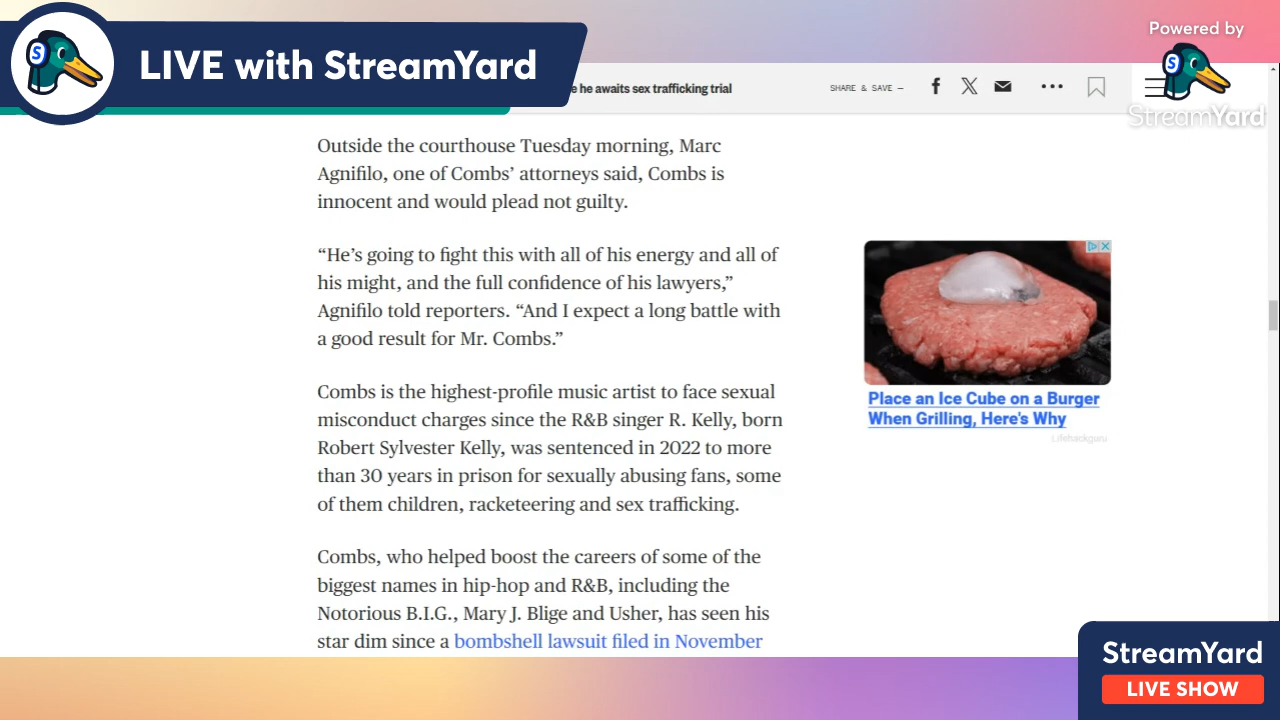 Powered by
S
LIVE with StreamYard
S
StreamYard
e he awaits sex trafficking trial
SHARE & SAVE —
Outside the courthouse Tuesday morning, Marc
Agnifilo, one of Combs’ attorneys said, Combs is
innocent and would plead not guilty.
“He’s going to fight this with all of his energy and all of
his might, and the full confidence of his lawyers,”
Agnifilo told reporters. “And I expect a long battle with
a good result for Mr. Combs.”
Combs is the highest-profile music artist to face sexual
misconduct charges since the R&B singer R. Kelly, born
Robert Sylvester Kelly, was sentenced in 2022 to more
than 30 years in prison for sexually abusing fans, some
of them children, racketeering and sex trafficking.
Combs, who helped boost the careers of some of the
biggest names in hip-hop and R&B, including the
Notorious B.I.G., Mary J. Blige and Usher, has seen his
star dim since a bombshell lawsuit filed in November
Place an Ice Cube on a Burger
When Grilling, Here's Why
Lifehackguru
StreamYard
LIVE SHOW